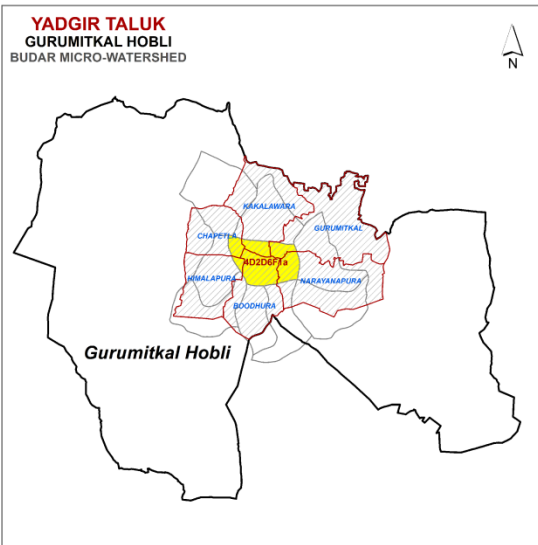 YADGIR TALUK
GURUMITKAL HOBLI
BUDAR MICRO-WATERSHED
N
KAKALAWARA
GURUMITKAL
CHAPETLA
4D2D6F1a
HIMALAPURA
NARAYANAPURA
BOODHURA
Gurumitkal Hobli